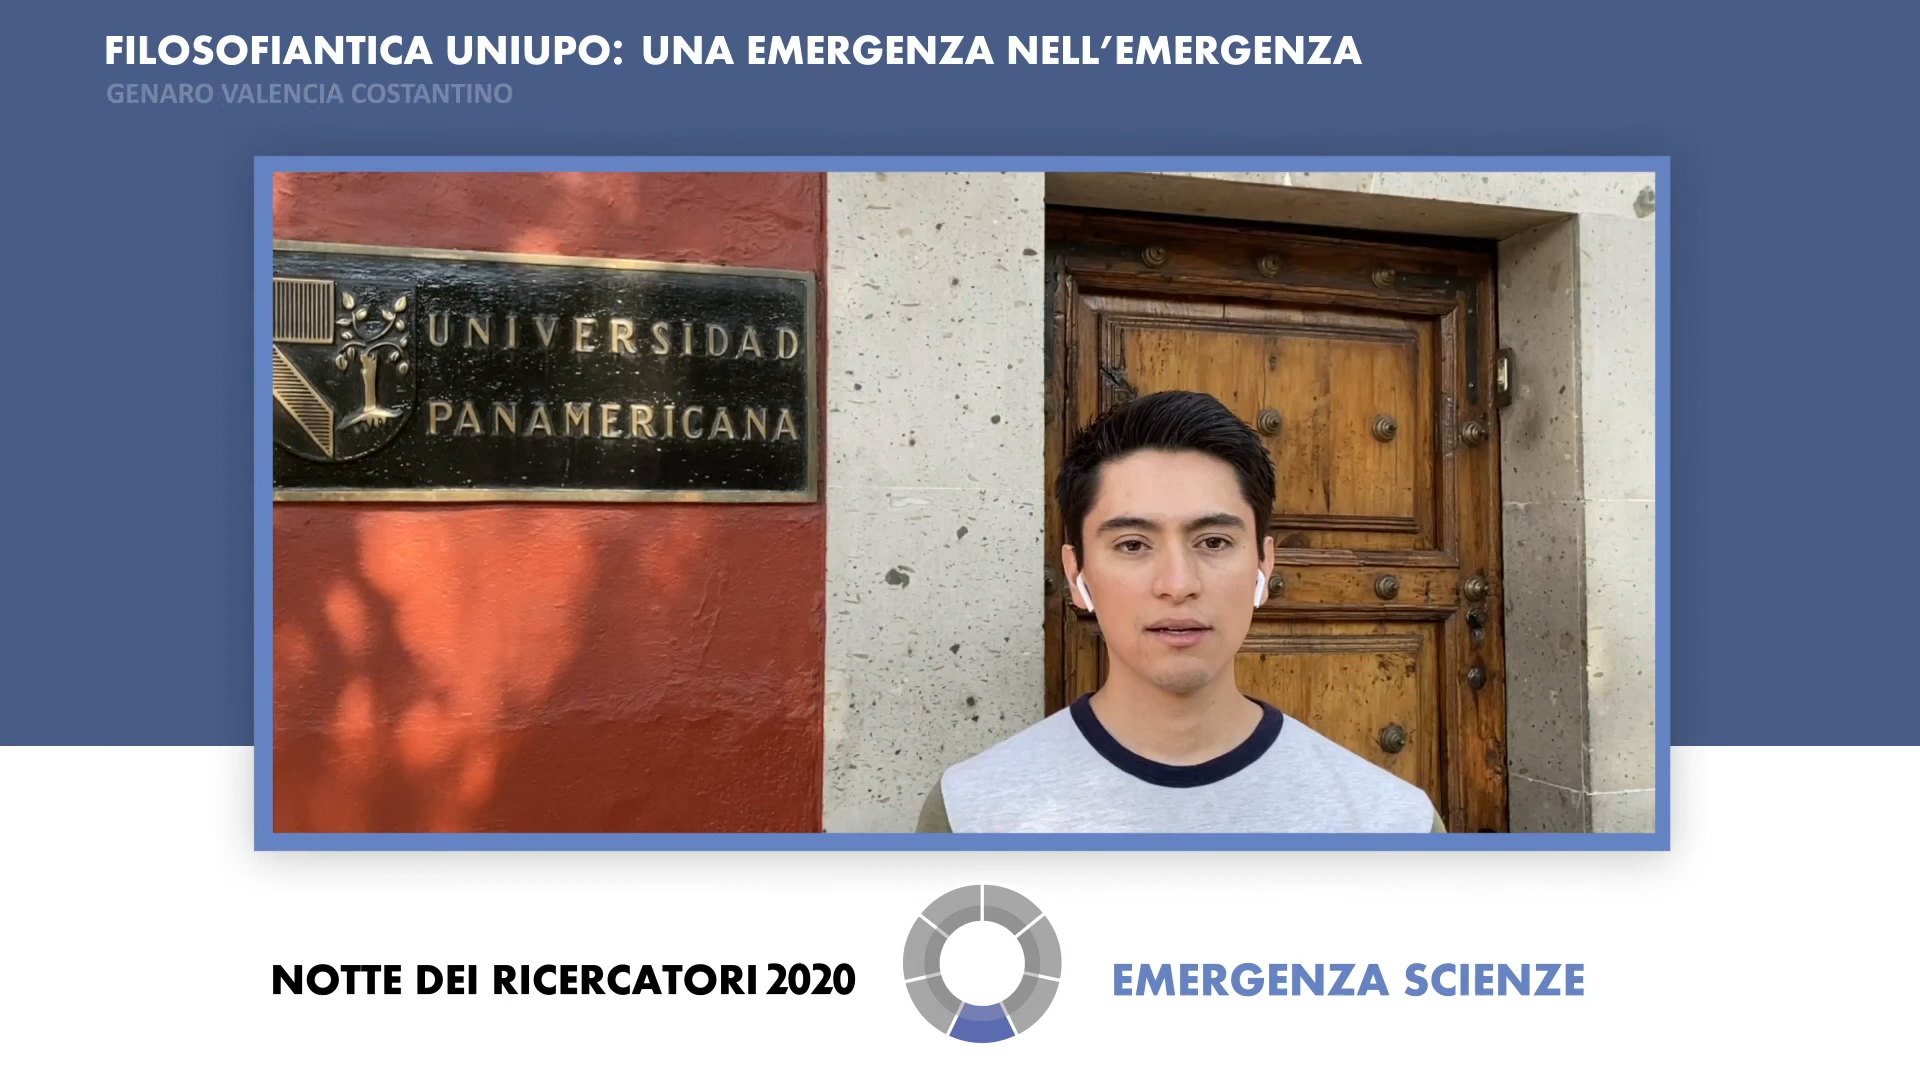 FILOSOFIANTICA UNIUPO: UNA EMERGENZA NELL’EMERGENZA
GENARO VALENCIA COSTANTINO
UNIVERSIDAD
PANAMERICANA
NOTTE DEI RICERCATORI 2020
EMERGENZA SCIENZE